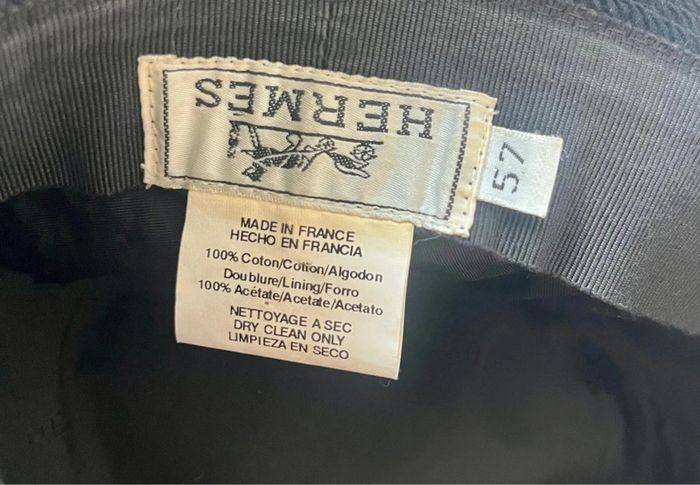 HERMES
57
MADE IN FRANCE
HECHO EN FRANCIA
100% Coton/Cotton/Algodon
Doublure/Lining/Forro
100% Acétate/Acetate/Acetato
NETTOYAGE A SEC
DRY CLEAN ONLY
LIMPIEZA EN SECO